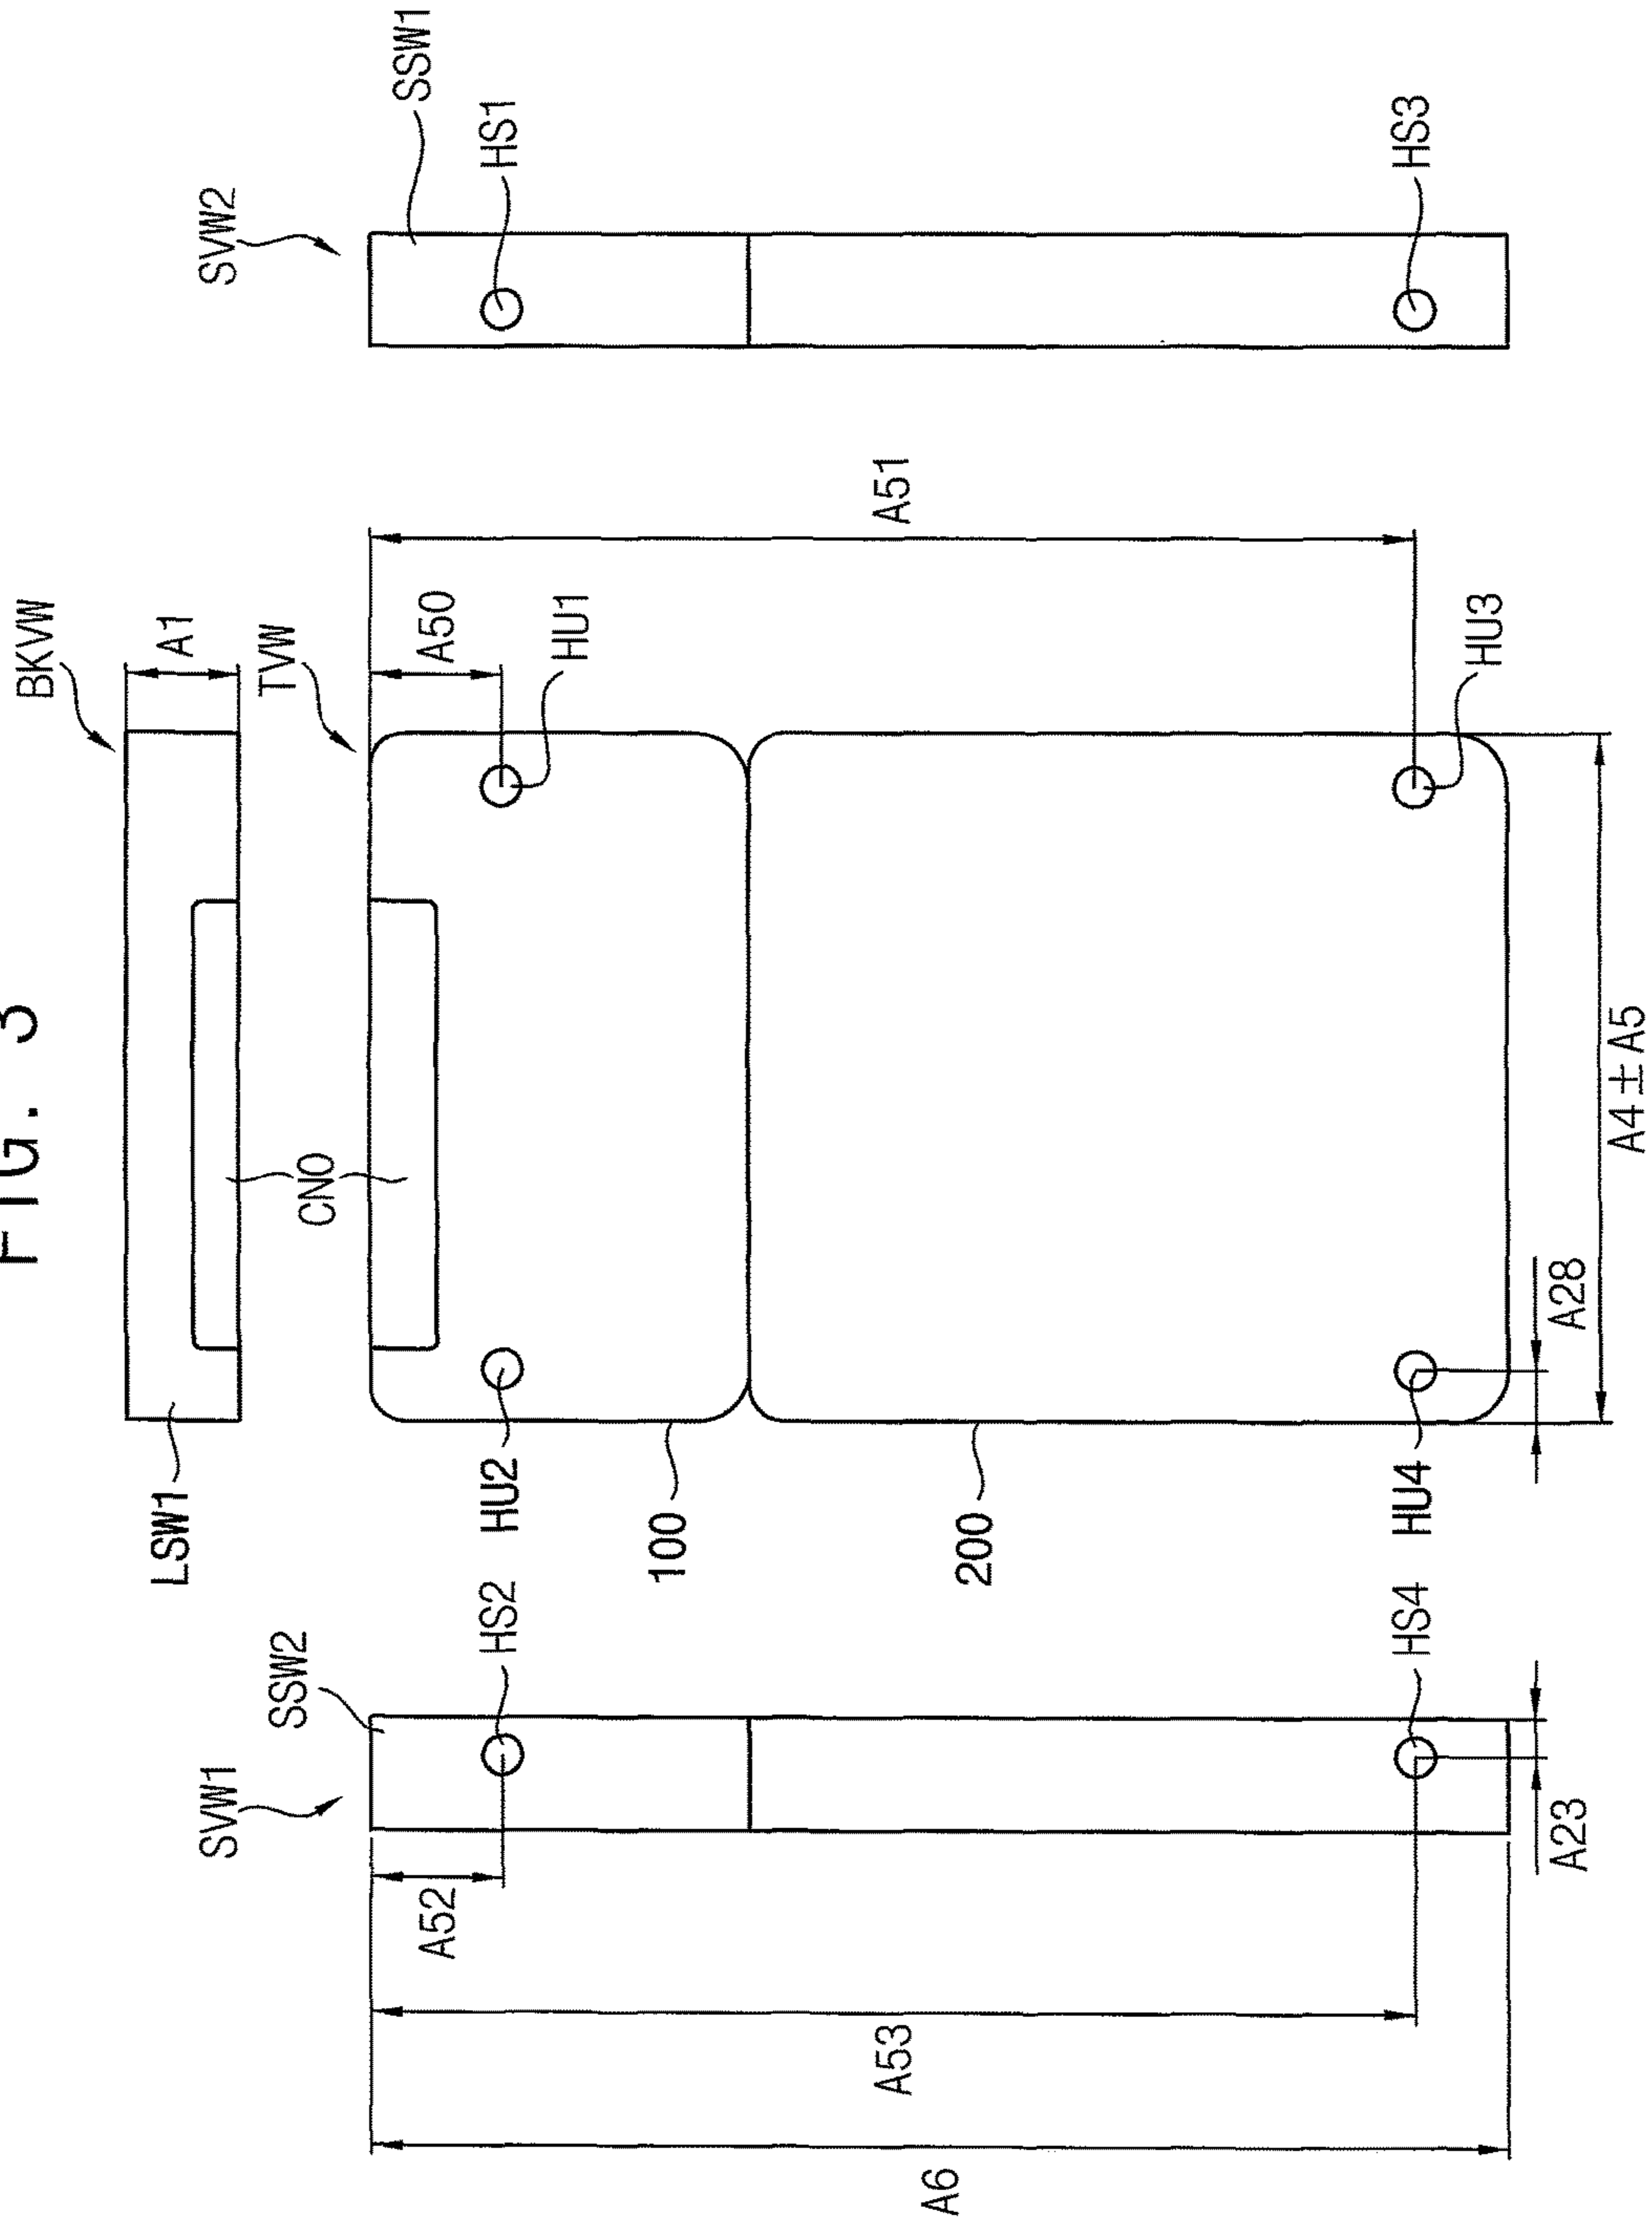 FIG. 3
BKVW
A1
LSW1
CNO
TVW
A50
A51
HU1
HU2
HU3
HU4
100
200
A28
A4±A5
SVW1
SSW2
HS2
HS4
A52
A53
A6
A23
SVW2
SSW1
HS1
HS3